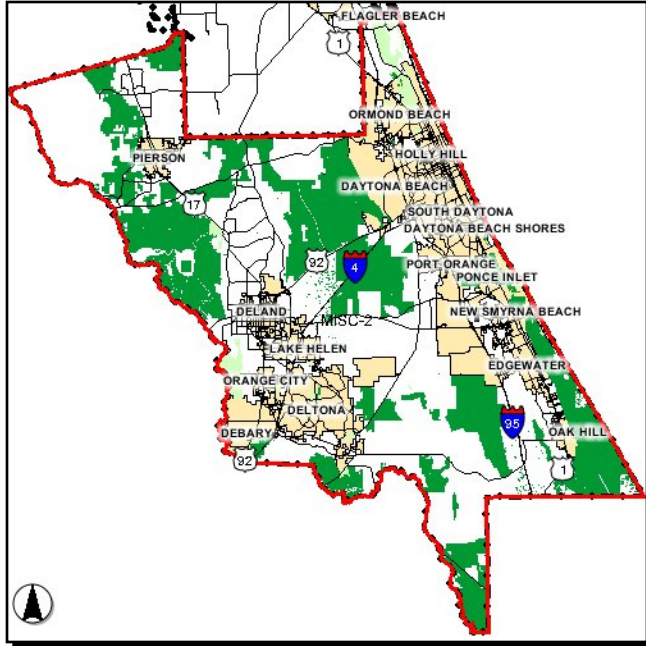 FLAGLER BEACH
1
ORMOND BEACH
HOLLY HILL
PIERSON
DAYTONA BEACH
17
SOUTH DAYTONA
DAYTONA BEACH SHORES
92
4
PORT ORANGE
PONCE INLET
DELAND
MISC-2
NEW SMYRNA BEACH
LAKE HELEN
EDGEWATER
ORANGE CITY
DELTONA
95
DEBARY
OAK HILL
92
1